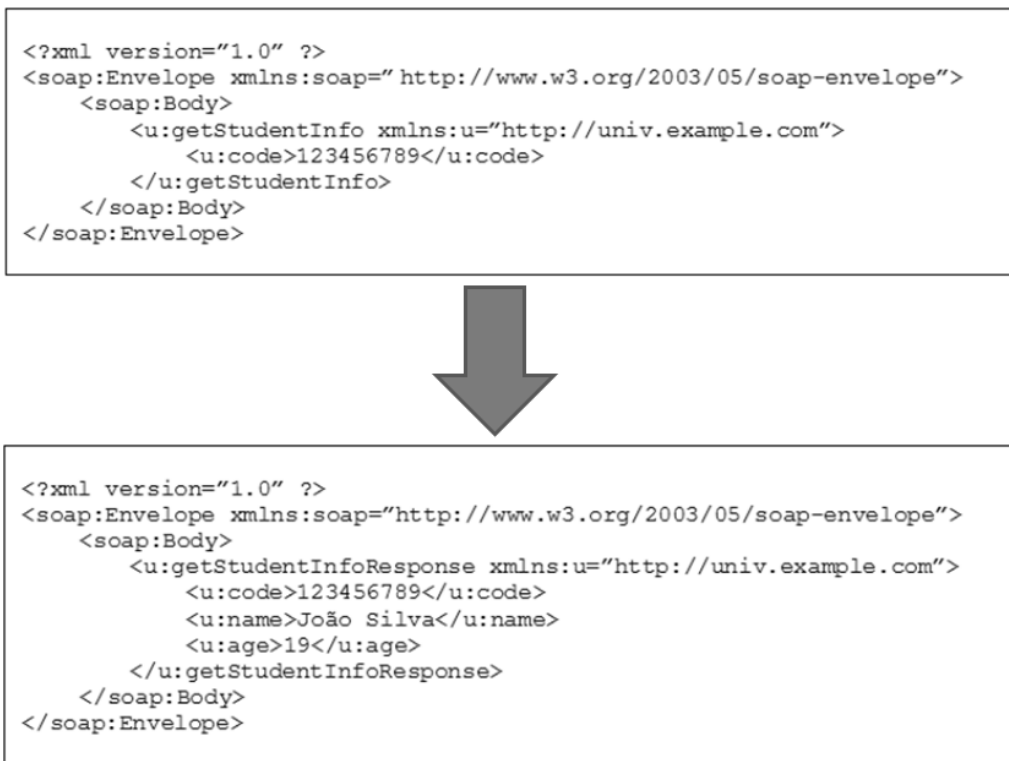 <?xml version="1.0" ?>
<soap:Envelope xmlns:soap=" http://www.w3.org/2003/05/soap-envelope">
<soap:Body>
<u:getStudentInfo xmlns:u="http://univ.example.com">
<u:code>123456789</u:code>
</u:getStudentInfo>
</soap:Body>
</soap:Envelope>
<?xml version="1.0" ?>
<soap:Envelope xmlns:soap="http://www.w3.org/2003/05/soap-envelope">
<soap:Body>
<u:getStudentInfoResponse xmlns:u="http://univ.example.com">
<u:code>123456789</u:code>
<u:name>João Silva</u:name>
<u:age>19</u:age>
</u:getStudentInfoResponse>
</soap:Body>
</soap:Envelope>